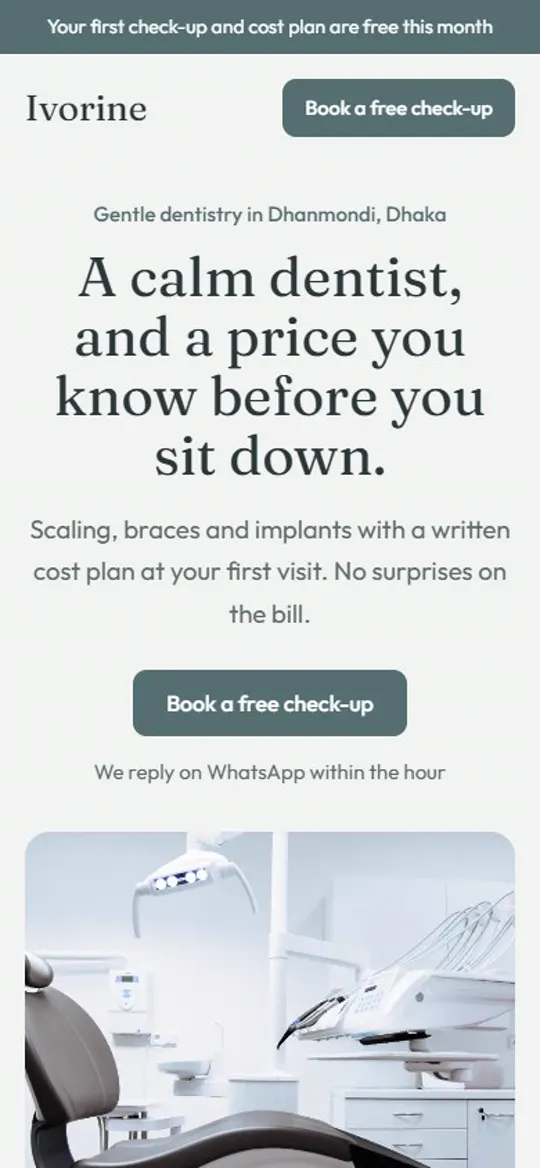 Your first check-up and cost plan are free this month
Ivorine
Book a free check-up
Gentle dentistry in Dhanmondi, Dhaka
A calm dentist,
and a price you
know before you
sit down.
Scaling, braces and implants with a written
cost plan at your first visit. No surprises on
the bill.
Book a free check-up
We reply on WhatsApp within the hour